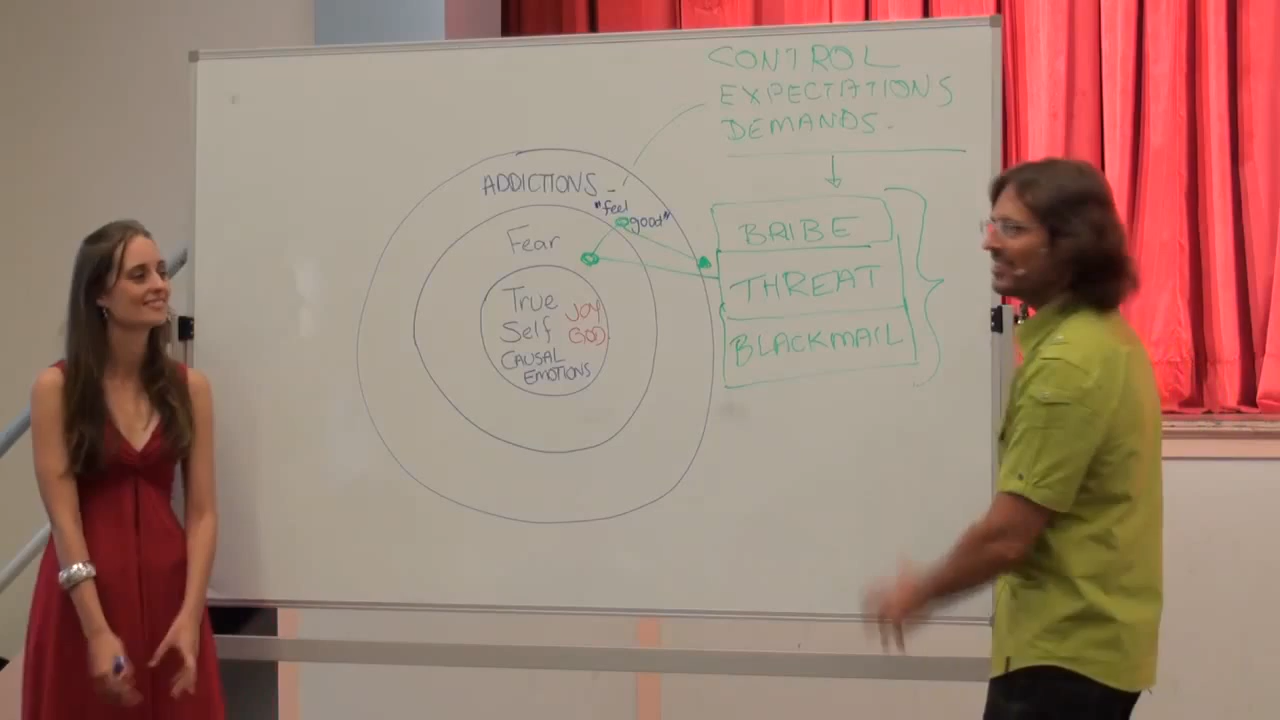 CONTROL
EXPECTATIONS
DEMANDS.
ADDICTIONS -
"feel
good"
Fear
True
Self
JOY
GOD
CAUSAL
EMOTIONS
BRIBE
THREAT
BLACKMAIL